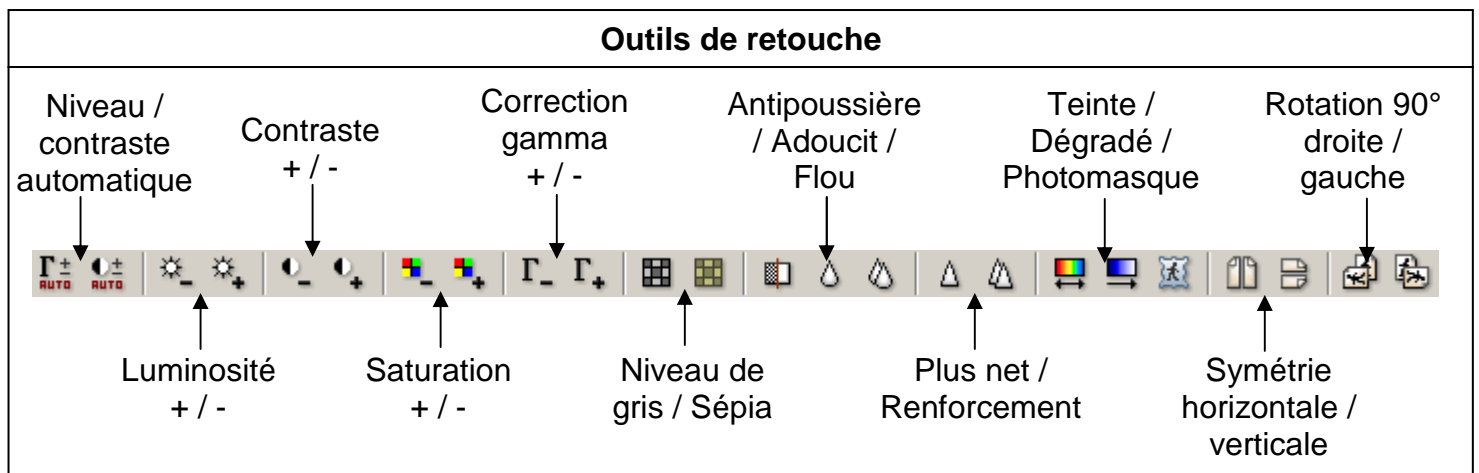 Outils de retouche
Niveau /
contraste
automatique
Contraste
+ / -
Correction
gamma
+ / -
Antipoussière
/ Adoucit /
Flou
Teinte /
Dégradé /
Photomasque
Rotation 90°
droite /
gauche
Γ ± AUTO ± AUTO - + - + - + Γ - Γ +
Luminosité
+ / -
Saturation
+ / -
Niveau de
gris / Sépia
Plus net /
Renforcement
Symétrie
horizontale /
verticale